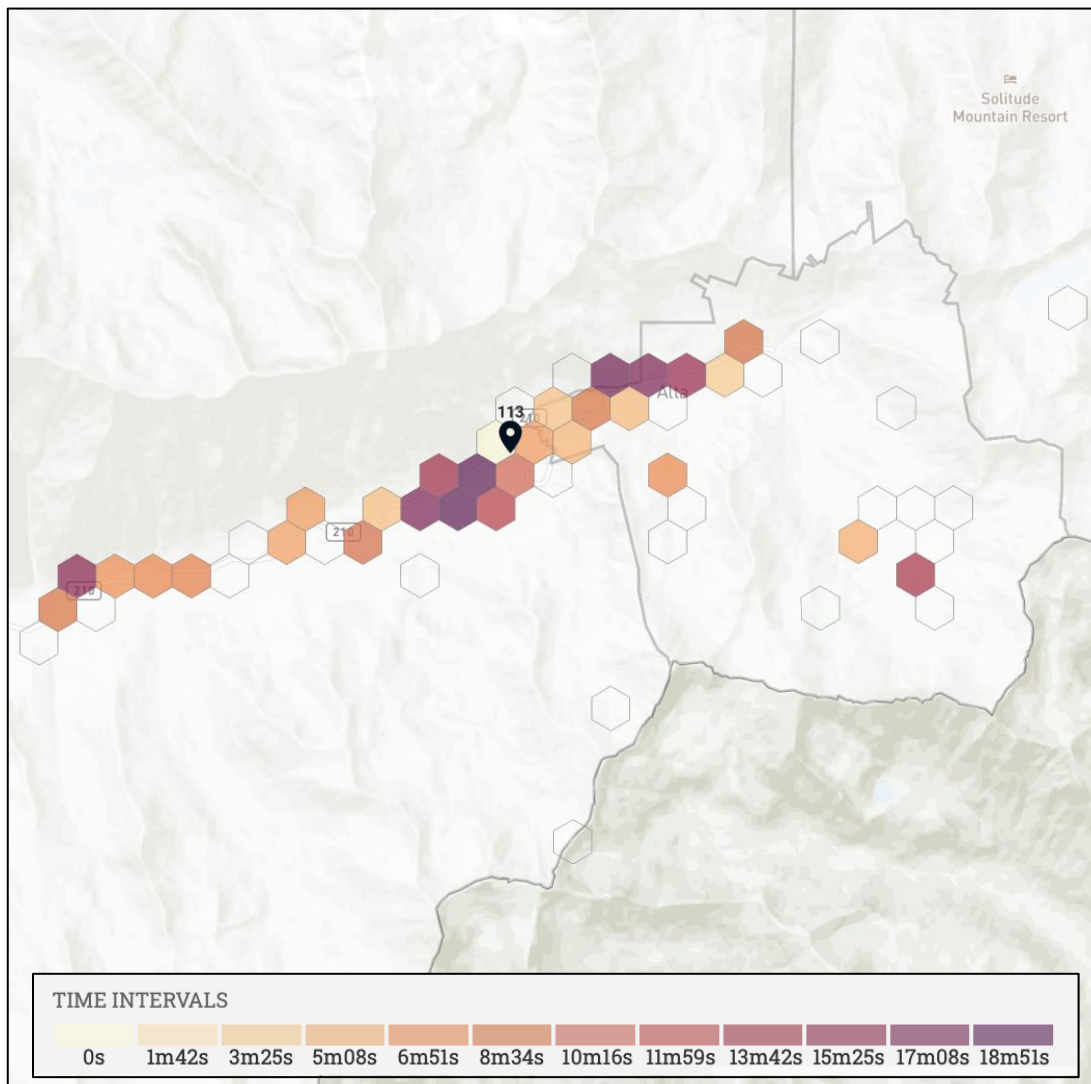 Solitude
Mountain Resort
Alta
210
113
210
210
TIME INTERVALS
0s 1m42s 3m25s 5m08s 6m51s 8m34s 10m16s 11m59s 13m42s 15m25s 17m08s 18m51s